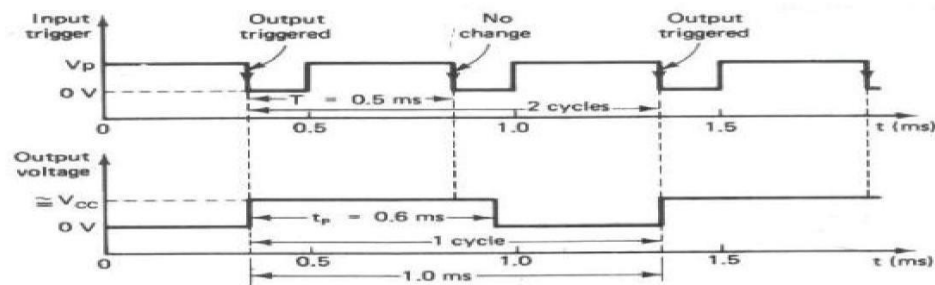 Input trigger
Output triggered
No change
Output triggered
Vp
0 V
T = 0.5 ms
2 cycles
0
0.5
1.0
1.5
t (ms)
Output voltage
≅ Vcc
0 V
tp = 0.6 ms
1 cycle
0
0.5
1.0
1.5
t (ms)
1.0 ms